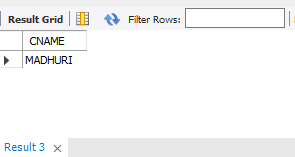 Result Grid Filter Rows:
CNAME
MADHURI
Result 3 ×